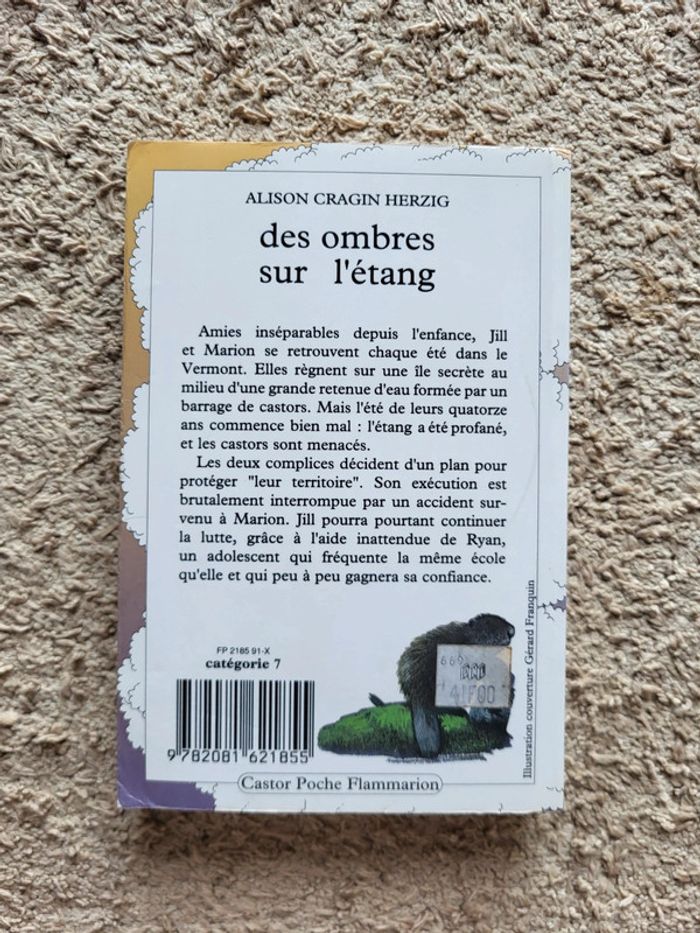 ALISON CRAGIN HERZIG
des ombres
sur l'étang
Amies inséparables depuis l'enfance, Jill
et Marion se retrouvent chaque été dans le
Vermont. Elles règnent sur une île secrète au
milieu d'une grande retenue d'eau formée par un
barrage de castors. Mais l'été de leurs quatorze
ans commence bien mal : l'étang a été profané,
et les castors sont menacés.
Les deux complices décident d'un plan pour
protéger "leur territoire". Son exécution est
brutalement interrompue par un accident sur-
venu à Marion. Jill pourra pourtant continuer
la lutte, grâce à l'aide inattendue de Ryan,
un adolescent qui fréquente la même école
qu'elle et qui peu à peu gagnera sa confiance.
FP 2185 91-X
catégorie 7
9 782081 621855
669
41F00
Illustration couverture Gérard Franquin
Castor Poche Flammarion